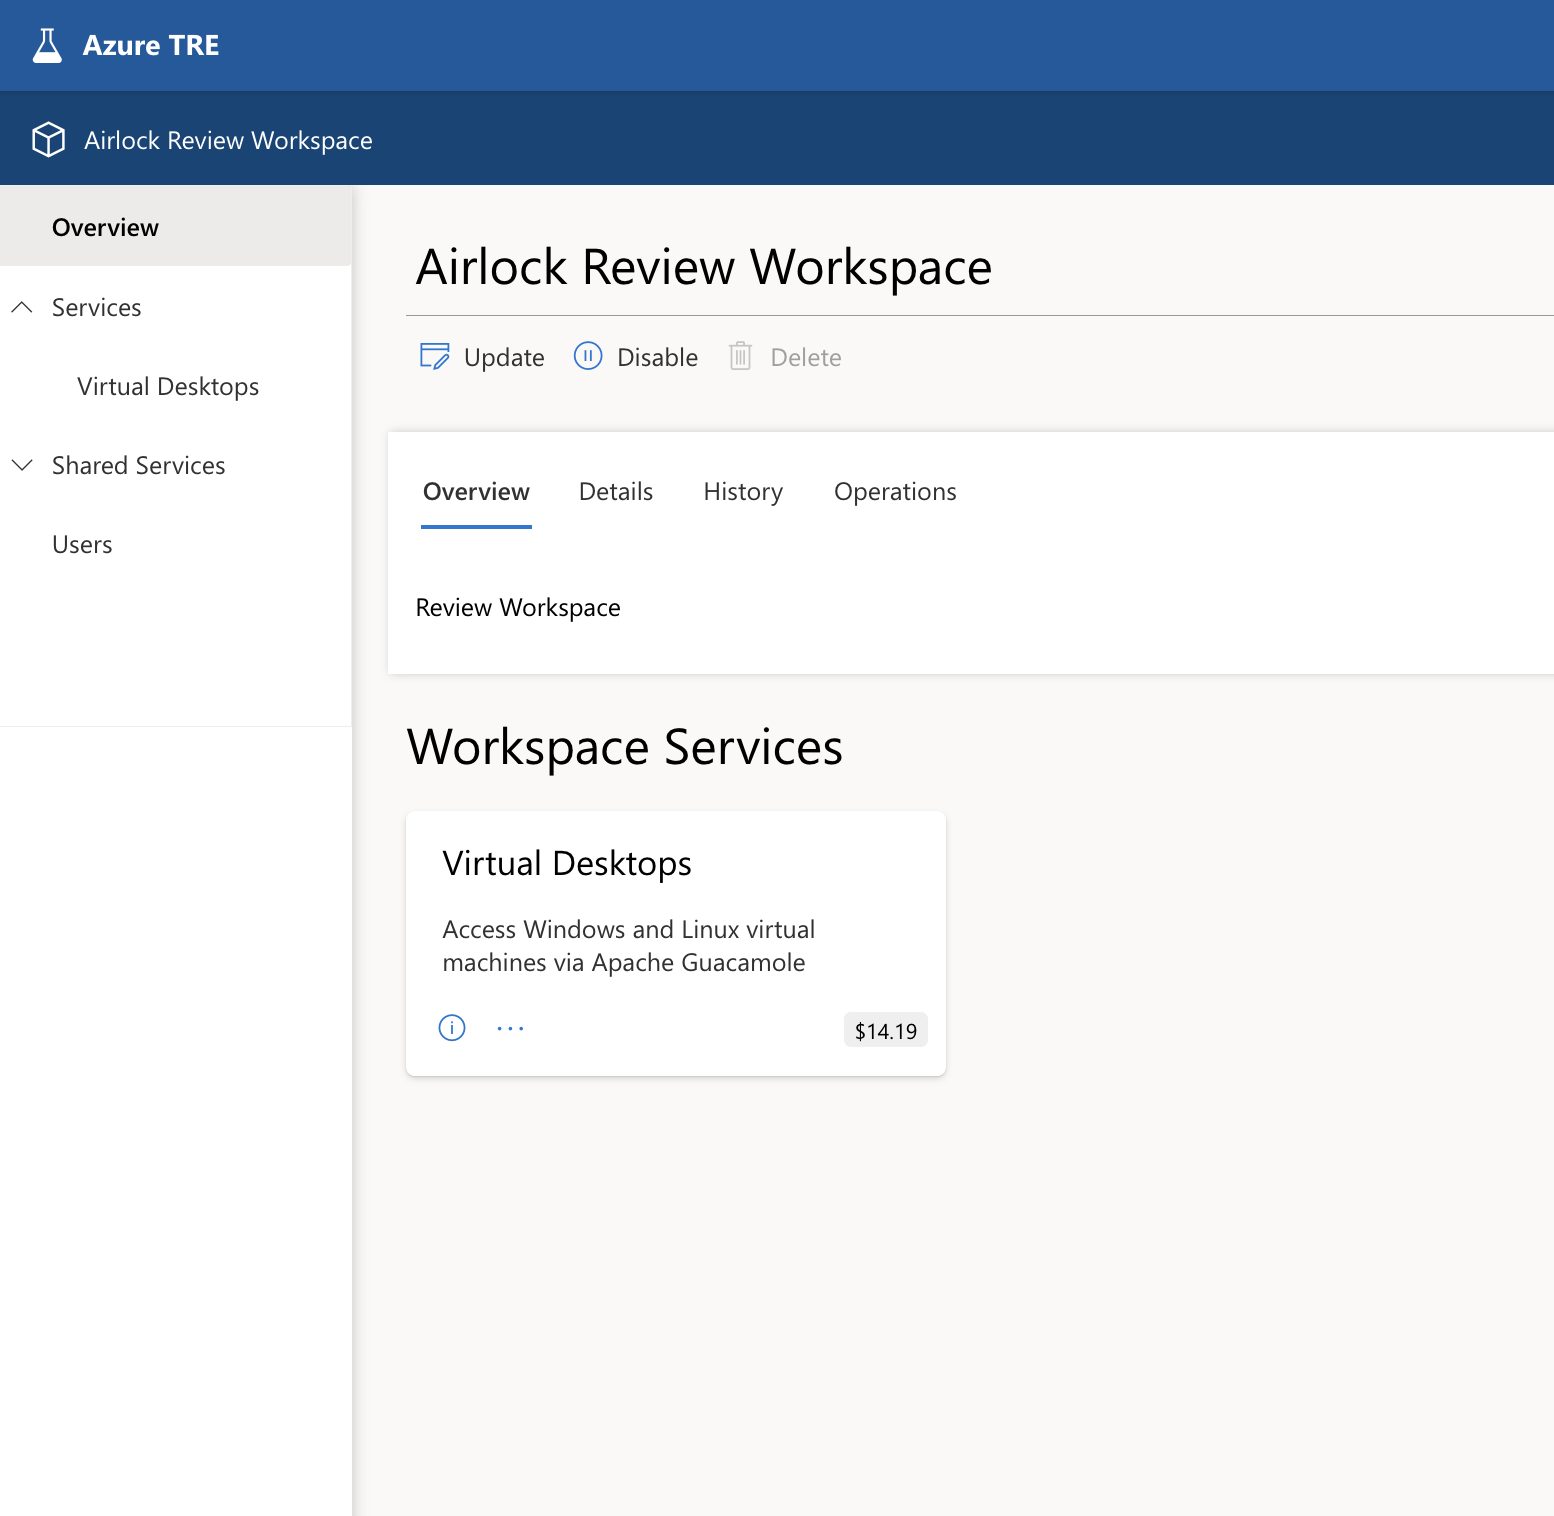 Azure TRE
Airlock Review Workspace
Overview
Services
Virtual Desktops
Shared Services
Users
Airlock Review Workspace
Update Disable Delete
Overview Details History Operations
Review Workspace
Workspace Services
Virtual Desktops
Access Windows and Linux virtual
machines via Apache Guacamole
$14.19